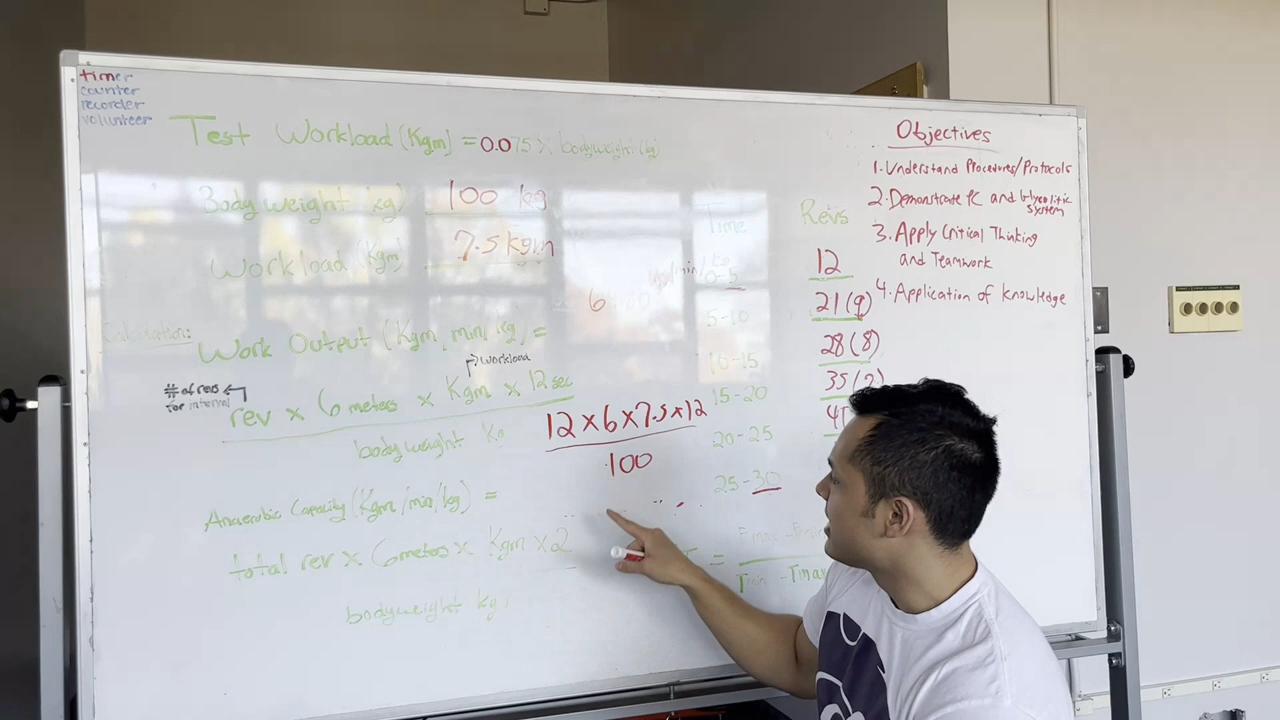 timer
counter
recorder
volunteer
Test Workload (Kgm) = 0.075 x bodyweight (kg)
Body weight kg) 100 kg
Workload (Kgm) 7.5 kgm
Calculation:
Work Output (Kgm, min/kg) =
workload
# of revs
for interval
rev x 6 meters x Kgm x 12 sec
bodyweight
12 x 6 x 7.5 x 12
100
Anaerobic Capacity (Kgm/min/kg) =
total rev x 6 meters x Kgm x 2
bodyweight kg
Time
0-5
5-10
10-15
15-20
20-25
25-30
=
Revs
12
21(9)
28(8)
35(7)
Objectives
1. Understand Procedures/Protocols
2. Demonstrate PC and Glycolitic
system
3. Apply Critical Thinking
and Teamwork
4. Application of knowledge